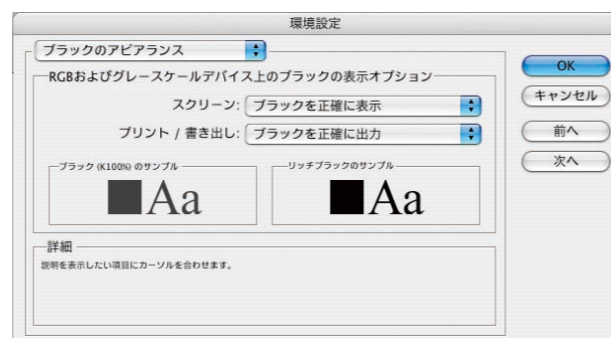 環境設定
ブラックのアピアランス
OK
キャンセル
前へ
次へ
RGBおよびグレースケールデバイス上のブラックの表示オプション
スクリーン: ブラックを正確に表示
プリント / 書き出し: ブラックを正確に出力
ブラック (K100%) のサンプル
Aa
リッチブラックのサンプル
Aa
詳細
説明を表示したい項目にカーソルを合わせます。